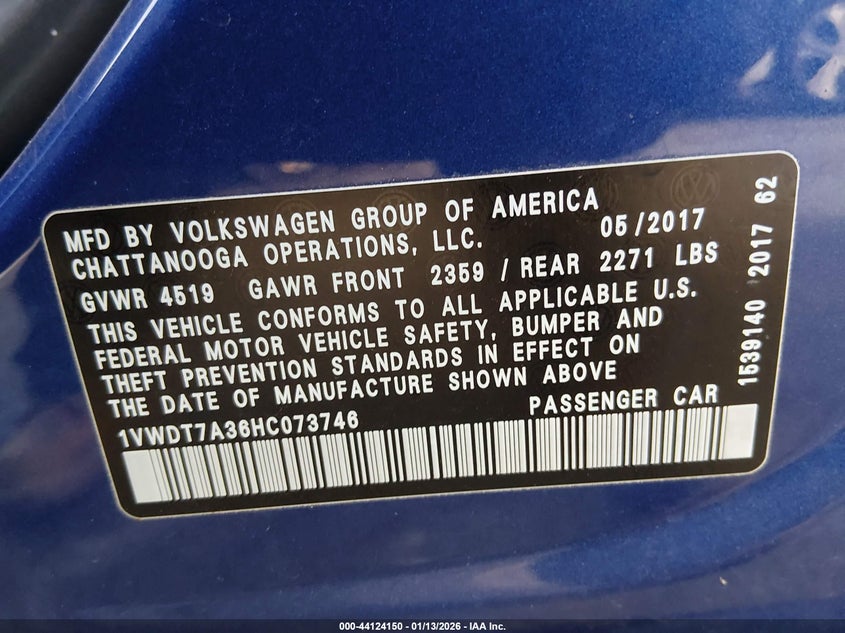 MFD BY VOLKSWAGEN GROUP OF AMERICA
CHATTANOOGA OPERATIONS, LLC. 05/2017
GVWR 4519 GAWR FRONT 2359 / REAR 2271 LBS
THIS VEHICLE CONFORMS TO ALL APPLICABLE U.S.
FEDERAL MOTOR VEHICLE SAFETY, BUMPER AND
THEFT PREVENTION STANDARDS IN EFFECT ON
THE DATE OF MANUFACTURE SHOWN ABOVE
1VWDT7A36HC073746 PASSENGER CAR
1539140 2017 62
000-44124150 - 01/13/2026 - IAA Inc.